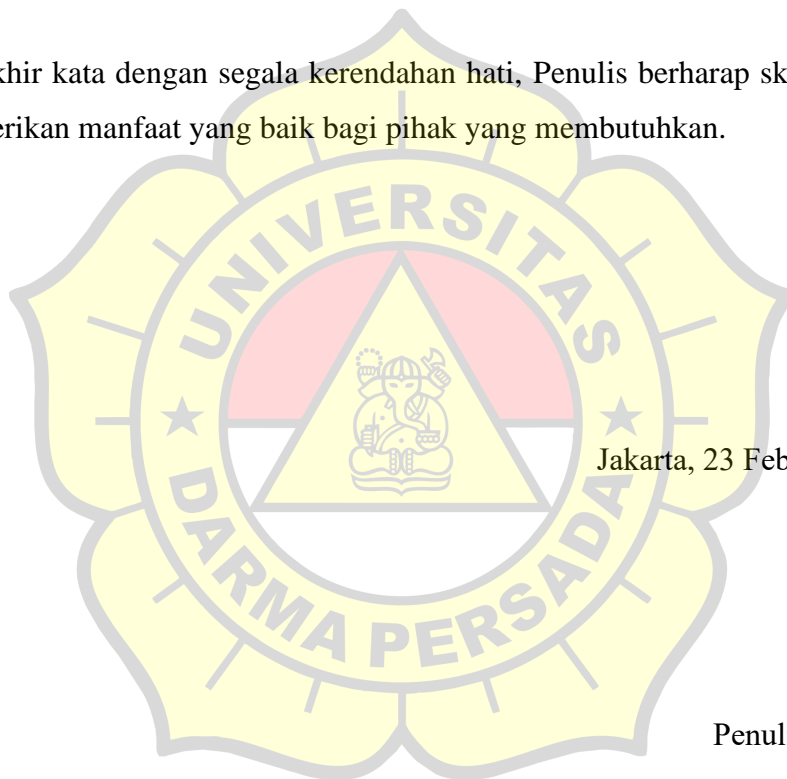 khir kata dengan segala kerendahan hati, Penulis berharap sk
erikan manfaat yang baik bagi pihak yang membutuhkan.
UNIVERSITAS
Jakarta, 23 Feb
DARMA PERSADA
Penul